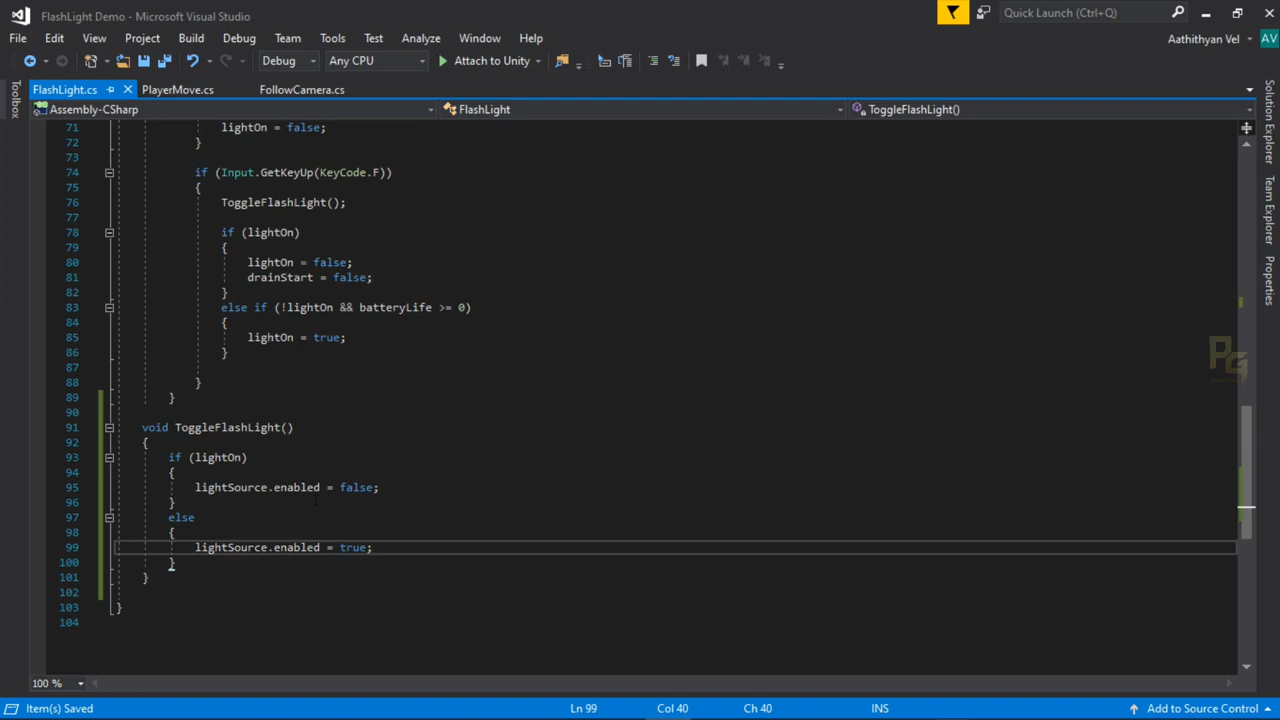 FlashLight Demo - Microsoft Visual Studio
Quick Launch (Ctrl+Q)
File Edit View Project Build Debug Team Tools Test Analyze Window Help
Aathithyan Vel AV
Debug Any CPU Attach to Unity
FlashLight.cs PlayerMove.cs FollowCamera.cs
Assembly-CSharp FlashLight ToggleFlashLight()
Toolbox
Solution Explorer
Team Explorer
Properties
71 lightOn = false;
72 }
73
74 if (Input.GetKeyUp(KeyCode.F))
75 {
76 ToggleFlashLight();
77
78 if (lightOn)
79 {
80 lightOn = false;
81 drainStart = false;
82 }
83 else if (!lightOn && batteryLife >= 0)
84 {
85 lightOn = true;
86 }
87
88 }
89 }
90
91 void ToggleFlashLight()
92 {
93 if (lightOn)
94 {
95 lightSource.enabled = false;
96 }
97 else
98 {
99 lightSource.enabled = true;
100 }
101 }
102
103 }
104
PG
100 %
Item(s) Saved Ln 99 Col 40 Ch 40 INS Add to Source Control